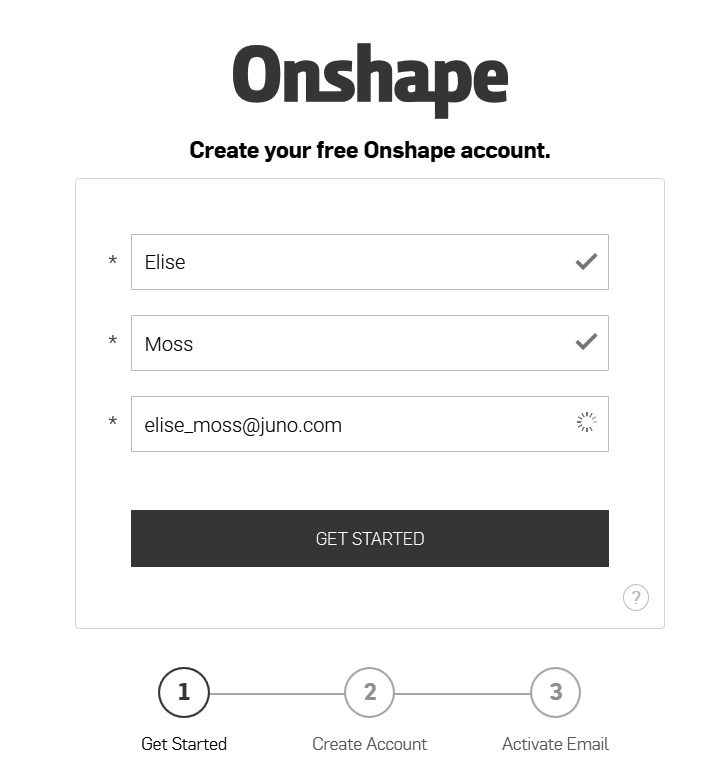 Onshape
Create your free Onshape account.
* Elise
* Moss
* elise_moss@juno.com
GET STARTED
?
1 2 3
Get Started Create Account Activate Email